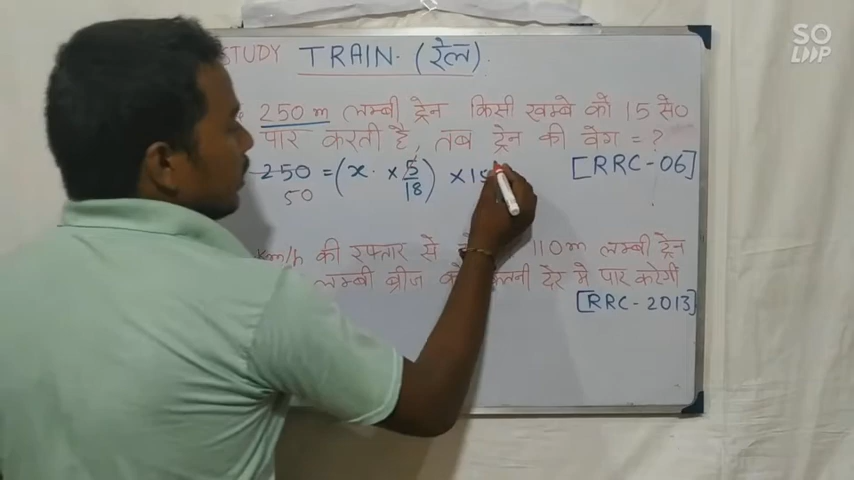 SO
LOOP
STUDY TRAIN. (रेल).
250 m लम्बी ट्रेन किसी खम्बे को 15 से०
पार करती है, तब ट्रेन की वेग = ?
250 = (x · × 5/18) × 15
50
[RRC-06]
Km/h की रफ्तार से 110m लम्बी ट्रेन
लम्बी ब्रीज को कितनी देर मे पार करेगी
[RRC-2013]